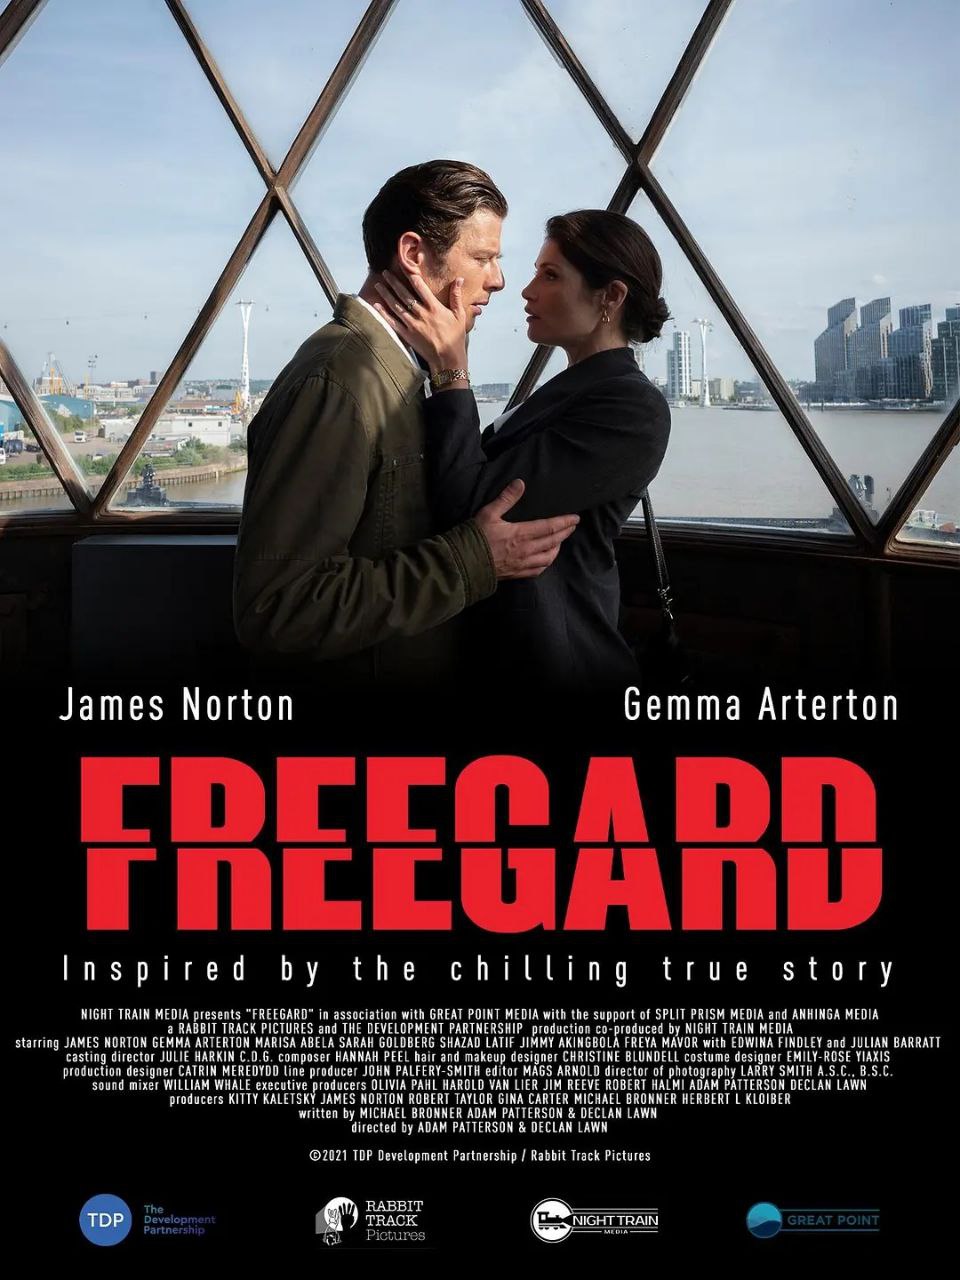 James Norton
Gemma Arterton
FREEGARD
Inspired by the chilling true story
NIGHT TRAIN MEDIA presents "FREEGARD" in association with GREAT POINT MEDIA with the support of SPLIT PRISM MEDIA and ANHINGA MEDIA
a RABBIT TRACK PICTURES and THE DEVELOPMENT PARTNERSHIP production co-produced by NIGHT TRAIN MEDIA
starring JAMES NORTON GEMMA ARTERTON MARISA ABELA SARAH GOLDBERG SHAZAD LATIF JIMMY AKINGBOLA FREYA MAVOR with EDWINA FINDLEY and JULIAN BARRATT
casting director JULIE HARKIN C.D.G. composer HANNAH PEEL hair and makeup designer CHRISTINE BLUNDELL costume designer EMILY-ROSE YIAXIS
production designer CATRIN MEREDYDD line producer JOHN PALFERY-SMITH editor MAGS ARNOLD director of photography LARRY SMITH A.S.C., B.S.C.
sound mixer WILLIAM WHALE executive producers OLIVIA PAHL HAROLD VAN LIER JIM REEVE ROBERT HALMI ADAM PATTERSON DECLAN LAWN
producers KITTY KALETSKY JAMES NORTON ROBERT TAYLOR GINA CARTER MICHAEL BRONNER HERBERT L KLOIBER
written by MICHAEL BRONNER ADAM PATTERSON & DECLAN LAWN
directed by ADAM PATTERSON & DECLAN LAWN
©2021 TDP Development Partnership / Rabbit Track Pictures
TDP
The
Development
Partnership
RABBIT
TRACK
Pictures
NIGHT TRAIN
MEDIA
GREAT POINT